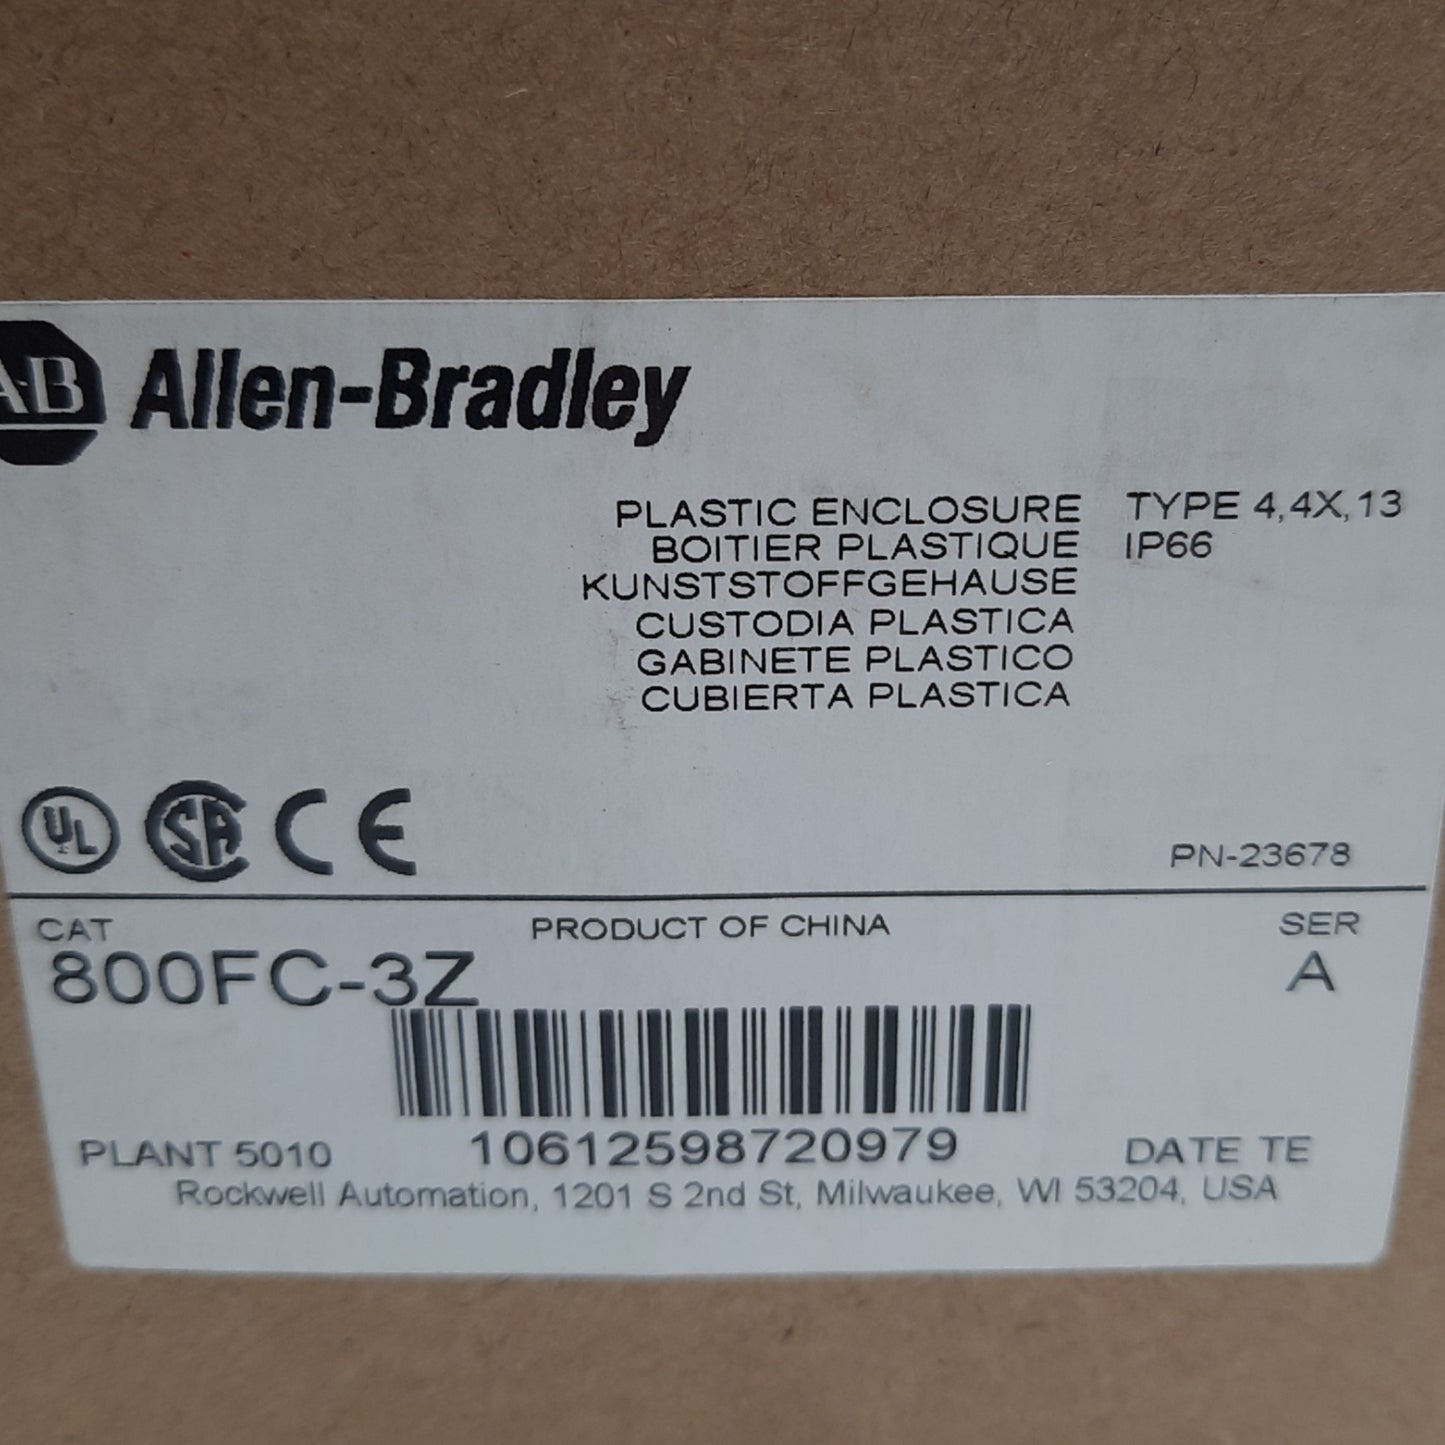 AB Allen-Bradley
PLASTIC ENCLOSURE TYPE 4,4X,13
BOITIER PLASTIQUE IP66
KUNSTSTOFFGEHAUSE
CUSTODIA PLASTICA
GABINETE PLASTICO
CUBIERTA PLASTICA
UL SA CE
PN-23678
CAT PRODUCT OF CHINA SER
800FC-3Z A
PLANT 5010 10612598720979 DATE TE
Rockwell Automation, 1201 S 2nd St, Milwaukee, WI 53204, USA